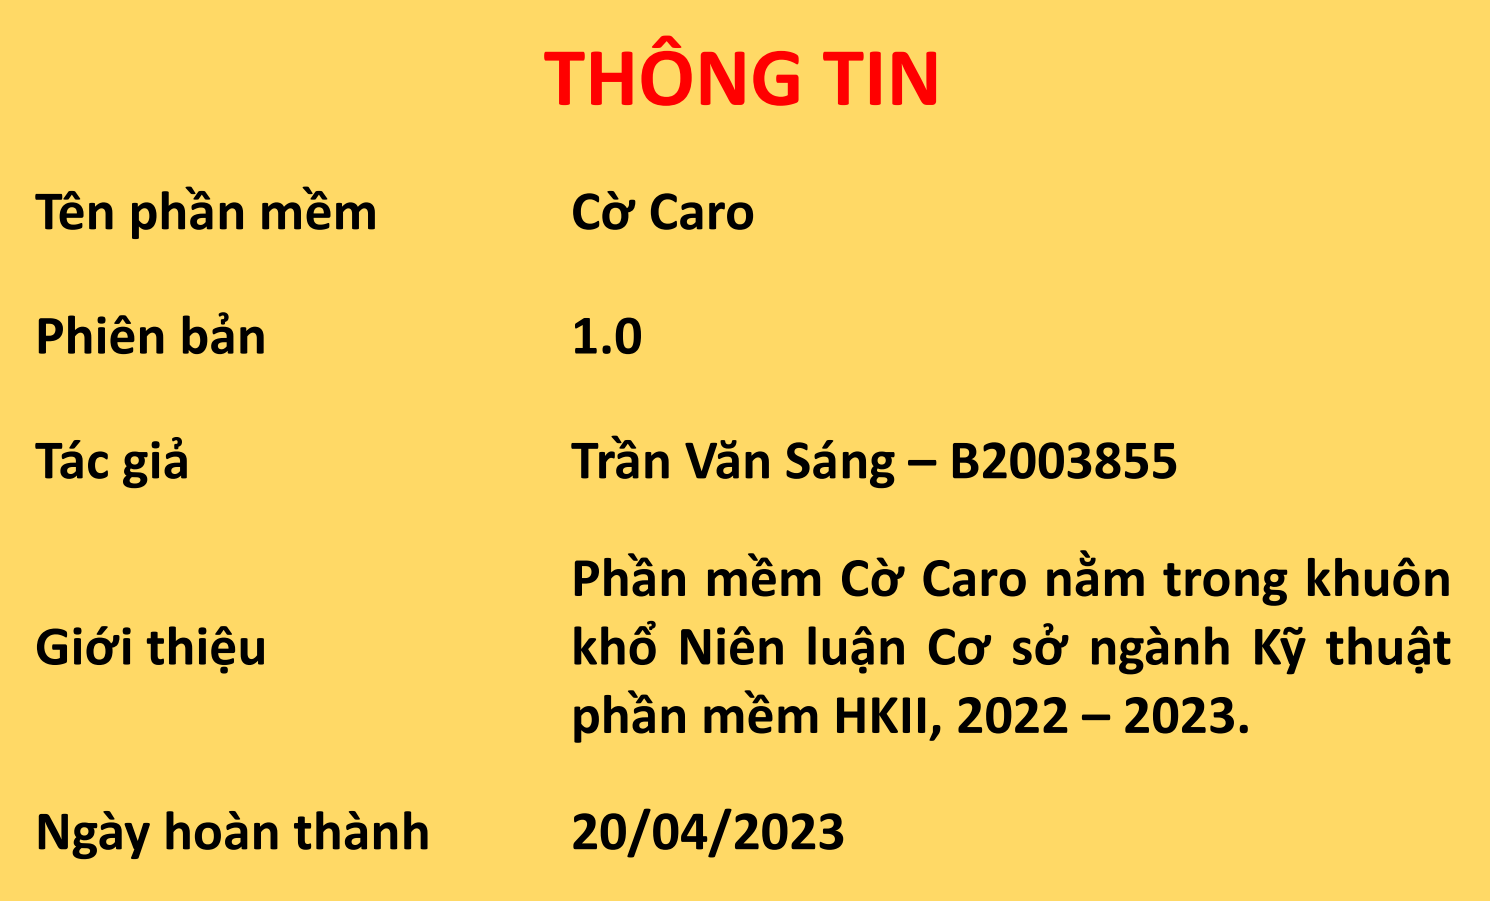 THÔNG TIN
Tên phần mềm Cờ Caro
Phiên bản 1.0
Tác giả Trần Văn Sáng – B2003855
Giới thiệu
Phần mềm Cờ Caro nằm trong khuôn
khổ Niên luận Cơ sở ngành Kỹ thuật
phần mềm HKII, 2022 – 2023.
Ngày hoàn thành 20/04/2023